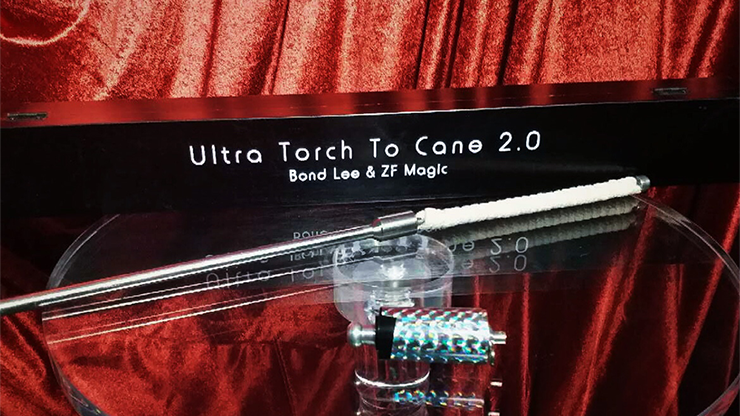 Ultra Torch To Cane 2.0
Bond Lee & ZF Magic